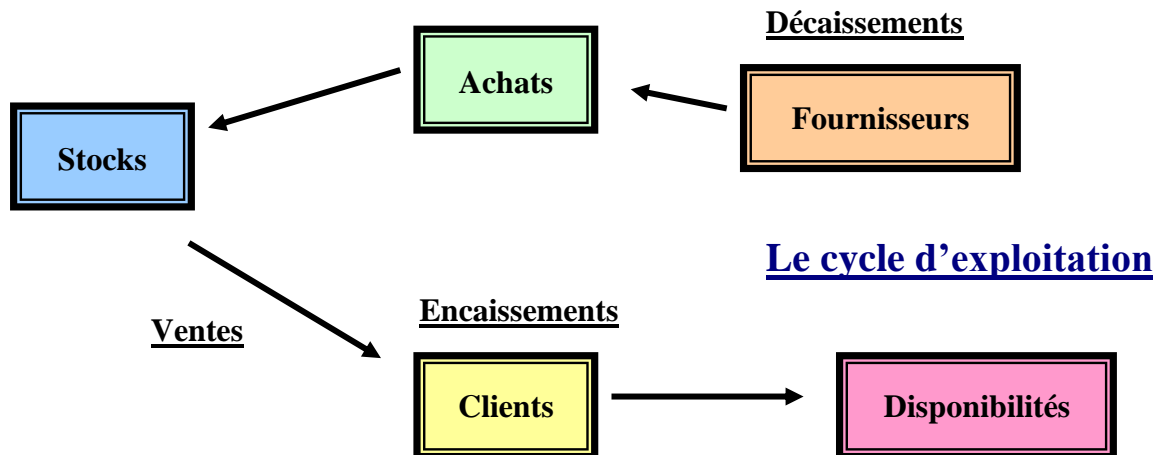 Décaissements
Achats
Fournisseurs
Stocks
Le cycle d’exploitation
Encaissements
Ventes
Clients
Disponibilités